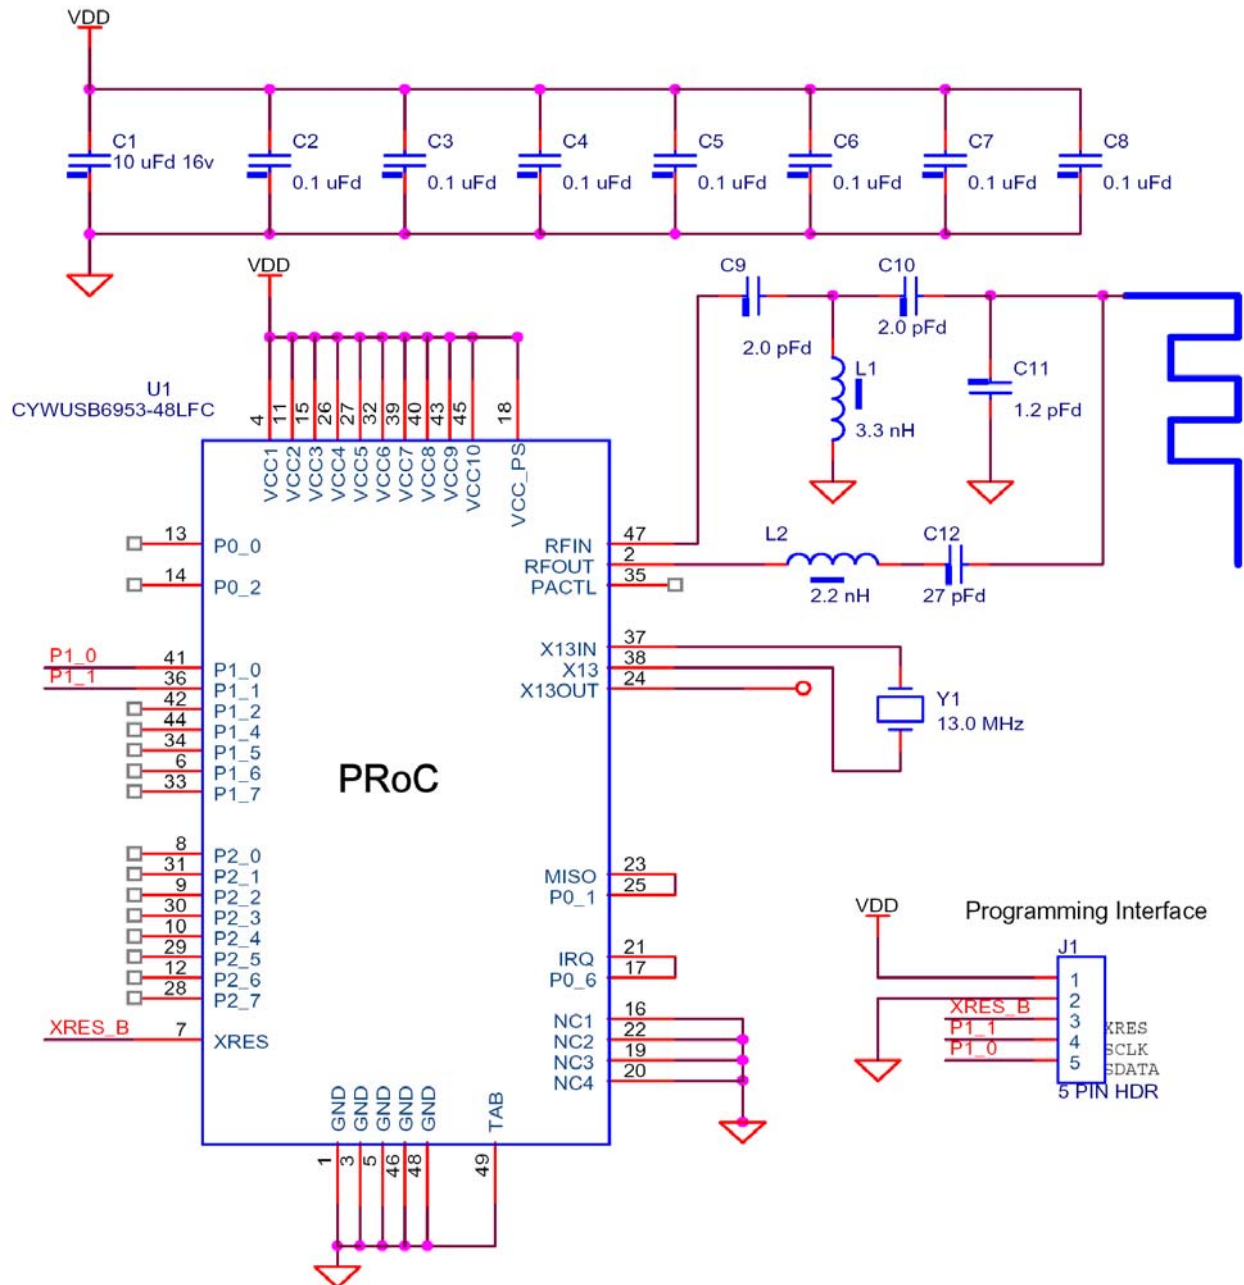 VDD
C1
10 uFd 16v
C2
0.1 uFd
C3
0.1 uFd
C4
0.1 uFd
C5
0.1 uFd
C6
0.1 uFd
C7
0.1 uFd
C8
0.1 uFd
VDD
C9
2.0 pFd
C10
2.0 pFd
L1
3.3 nH
C11
1.2 pFd
U1
CYWUSB6953-48LFC
4
11
15
26
27
32
39
40
43
45
18
VCC1
VCC2
VCC3
VCC4
VCC5
VCC6
VCC7
VCC8
VCC9
VCC10
VCC_PS
13 P0_0
14 P0_2
P1_0 41 P1_0
P1_1 36 P1_1
42 P1_2
44 P1_4
34 P1_5
6 P1_6
33 P1_7
8 P2_0
31 P2_1
9 P2_2
30 P2_3
10 P2_4
29 P2_5
12 P2_6
28 P2_7
XRES_B 7 XRES
PRoC
RFIN 47
RFOUT 2
PACTL 35
L2
2.2 nH
C12
27 pFd
X13IN 37
X13 38
X13OUT 24
Y1
13.0 MHz
MISO 23
P0_1 25
IRQ 21
P0_6 17
NC1 16
NC2 22
NC3 19
NC4 20
GND
GND
GND
GND
GND
TAB
1
3
5
46
48
49
VDD
Programming Interface
J1
1
2
XRES_B 3 XRES
P1_1 4 SCLK
P1_0 5 SDATA
5 PIN HDR